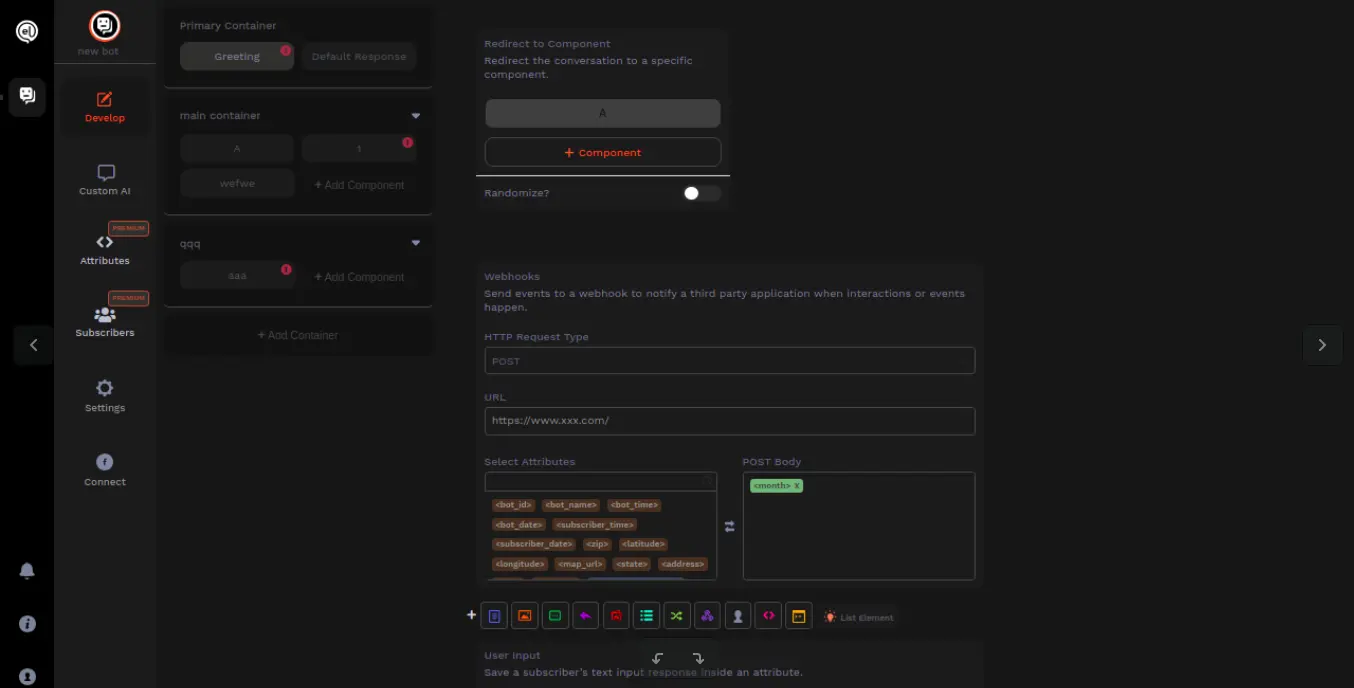 new bot
Develop
Custom AI
PREMIUM
Attributes
PREMIUM
Subscribers
Settings
Connect
Primary Container
Greeting
Default Response
main container
A
1
wefwe
+ Add Component
qqq
aaa
+ Add Component
+ Add Container
Redirect to Component
Redirect the conversation to a specific
component.
A
+ Component
Randomize?
Webhooks
Send events to a webhook to notify a third party application when interactions or events
happen.
HTTP Request Type
POST
URL
https://www.xxx.com/
Select Attributes
<bot_id> <bot_name> <bot_time>
<bot_date> <subscriber_time>
<subscriber_date> <zip> <latitude>
<longitude> <map_url> <state> <address>
POST Body
<month> x
List Element
User Input
Save a subscriber's text input response inside an attribute.